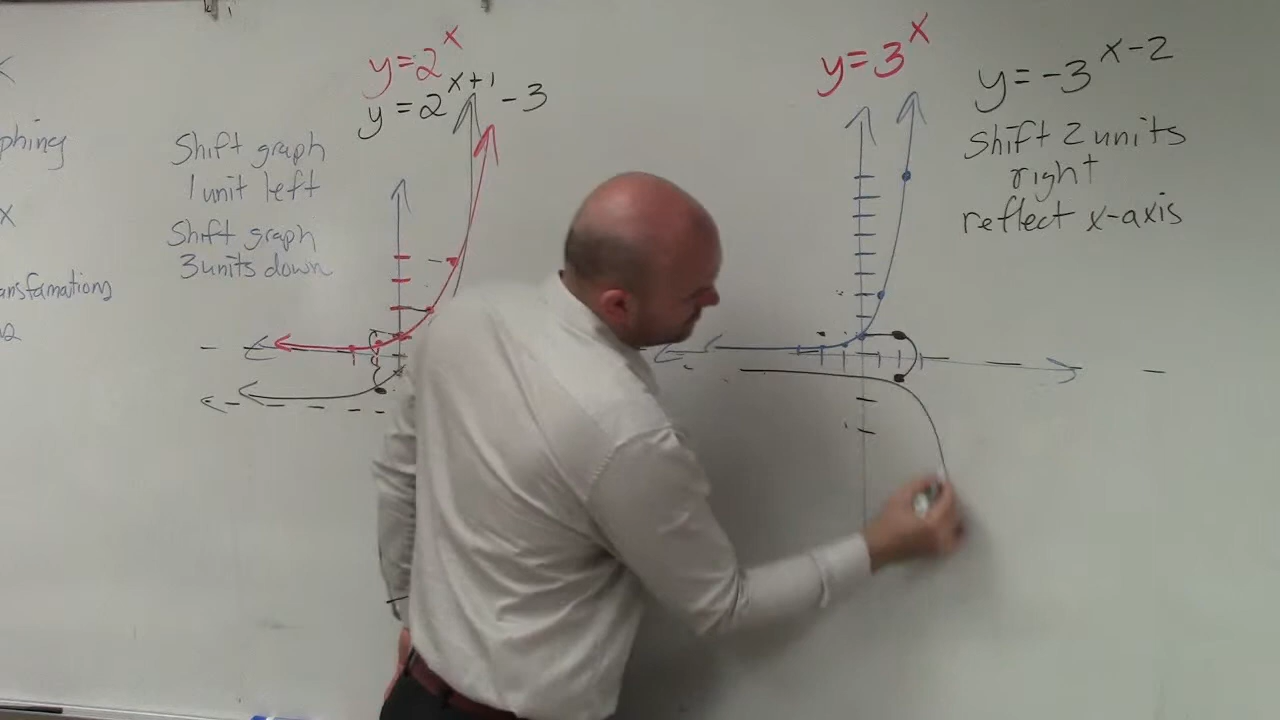 x
phing
x
ansfamations
y=2^x
y=2^x+1 -3
Shift graph
1 unit left
Shift graph
3 units down
y=3^x
y=-3^x-2
Shift 2 units
right
reflect x-axis